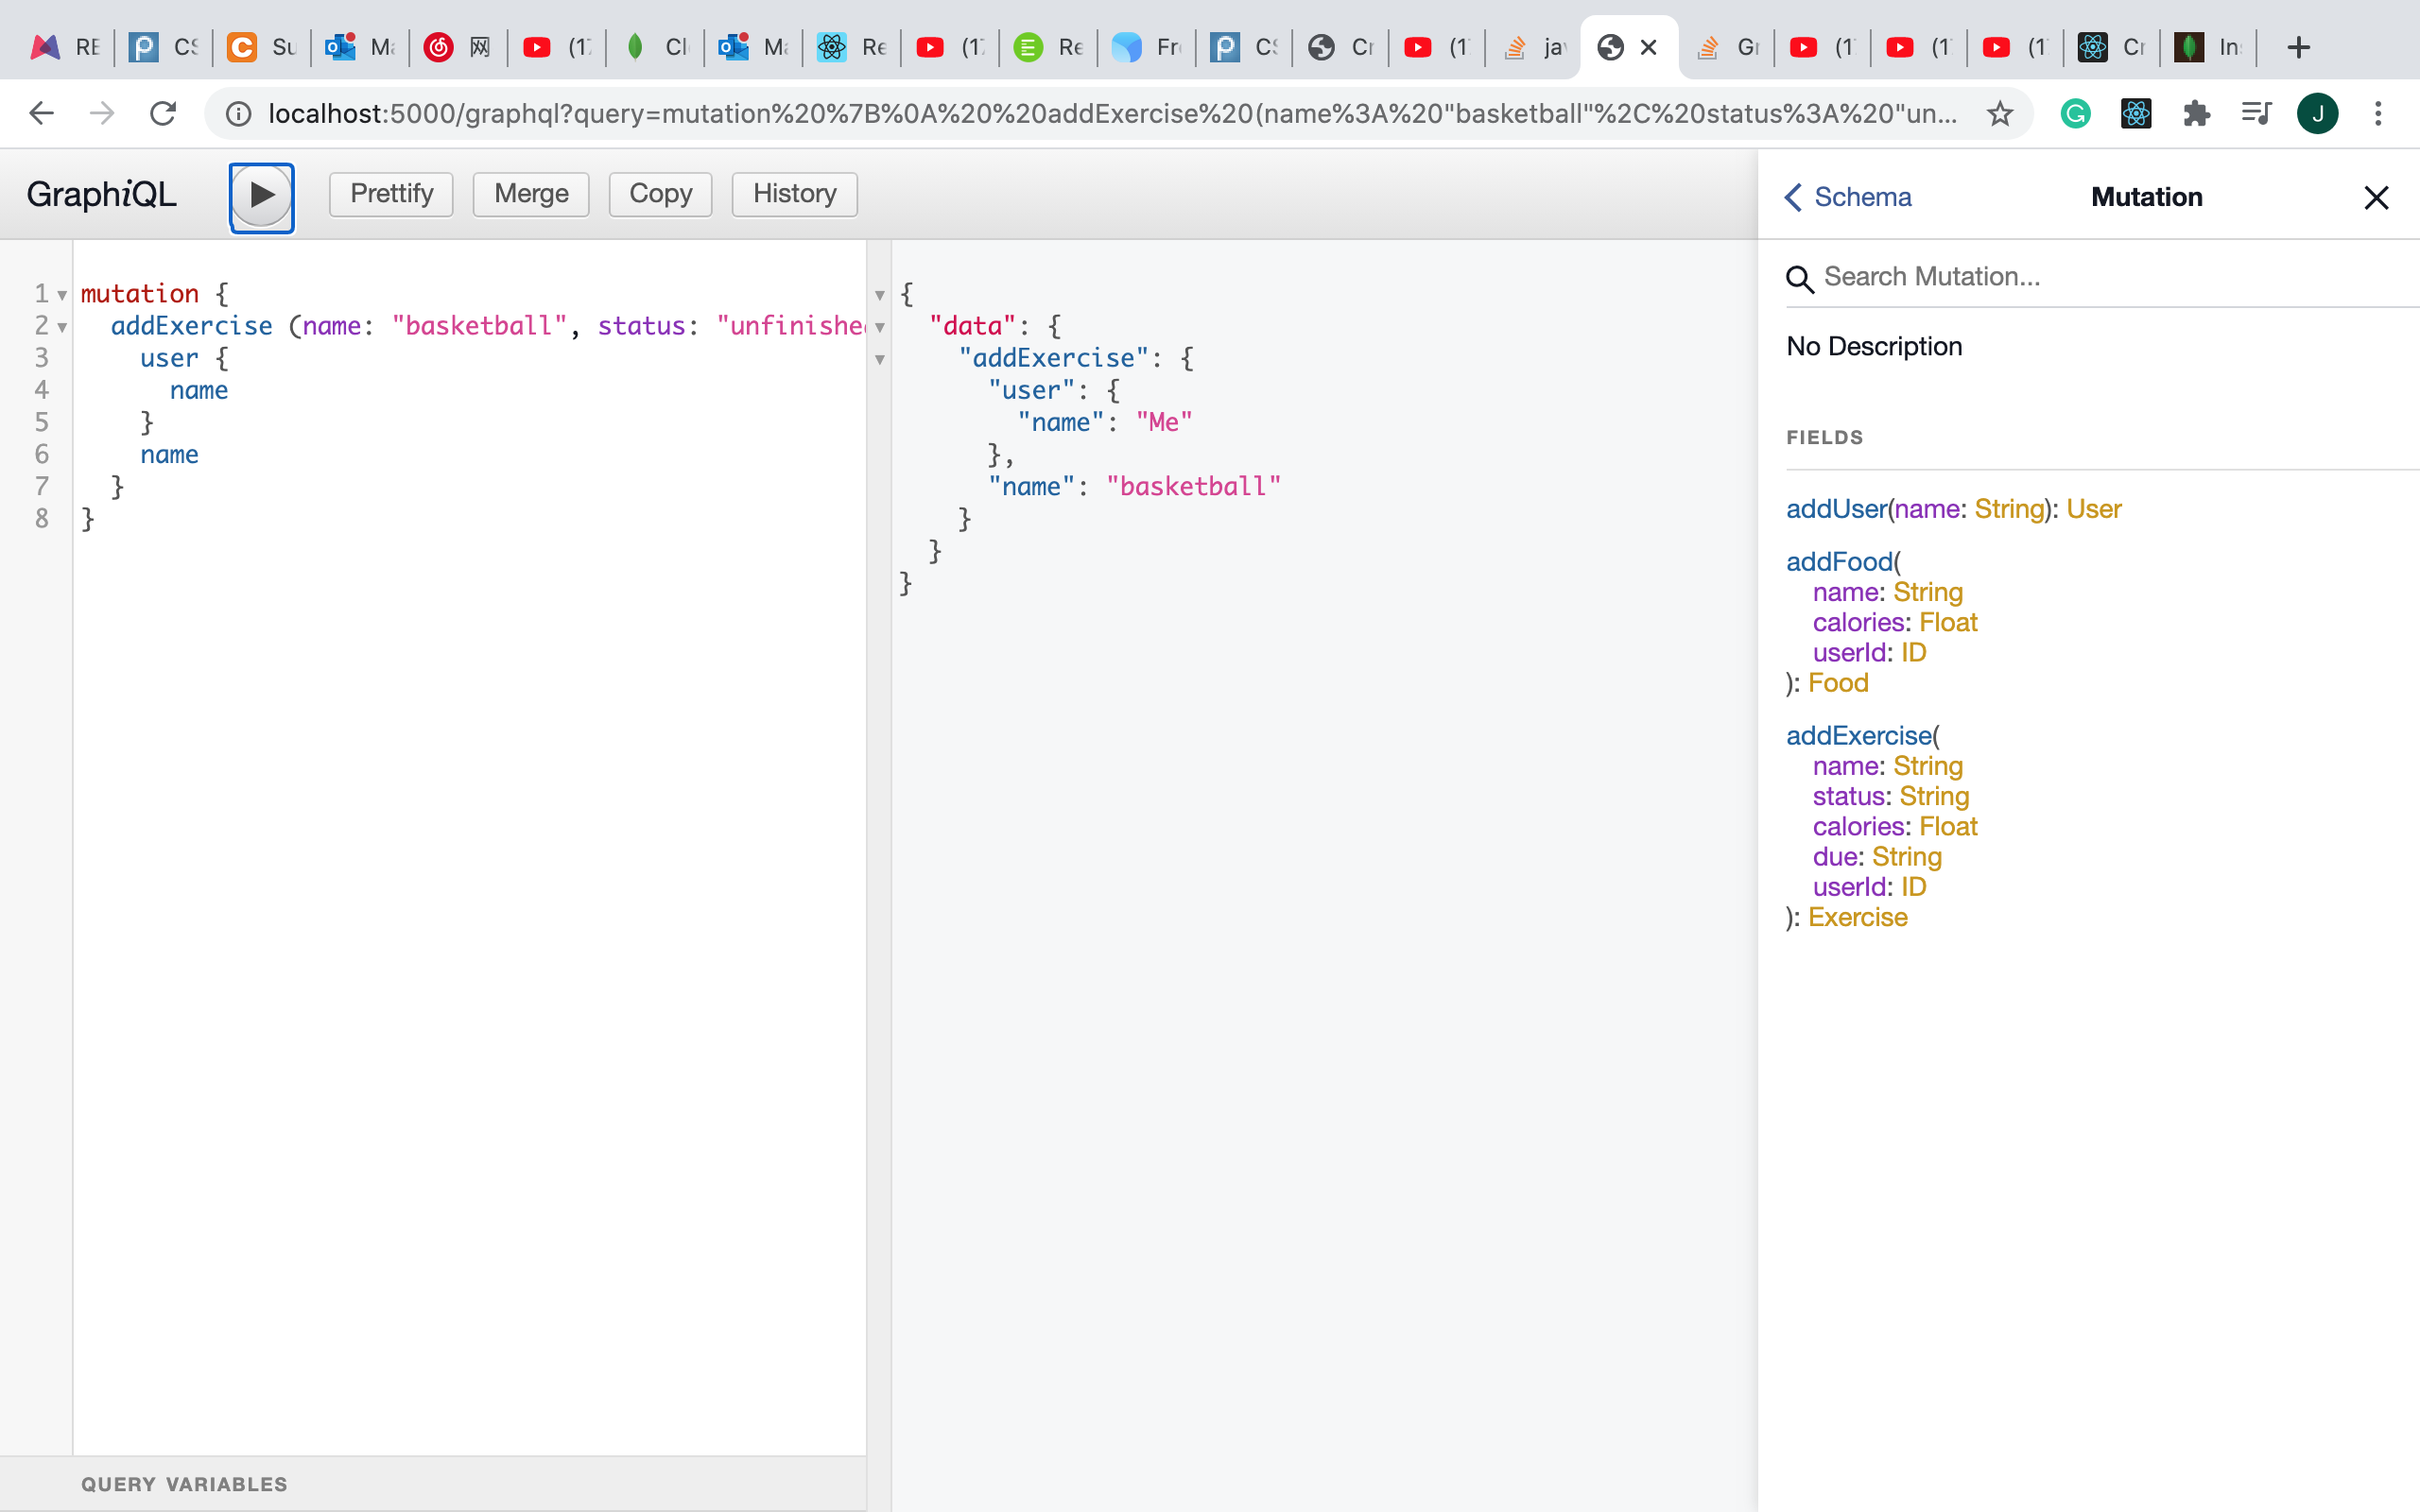 RE
CS
Su
Ma
网
(17
Cl
Ma
Re
(17
Re
Fr
CS
Cr
(1
jav
Gr
(1
(1
(1
Cr
In
localhost:5000/graphql?query=mutation%20%7B%0A%20%20addExercise%20(name%3A%20"basketball"%2C%20status%3A%20"un...
J
GraphiQL
Prettify
Merge
Copy
History
1 mutation {
2 addExercise (name: "basketball", status: "unfinishe
3 user {
4 name
5 }
6 name
7 }
8 }
{
"data": {
"addExercise": {
"user": {
"name": "Me"
},
"name": "basketball"
}
}
}
QUERY VARIABLES
Schema
Mutation
Search Mutation...
No Description
FIELDS
addUser(name: String): User
addFood(
name: String
calories: Float
userId: ID
): Food
addExercise(
name: String
status: String
calories: Float
due: String
userId: ID
): Exercise